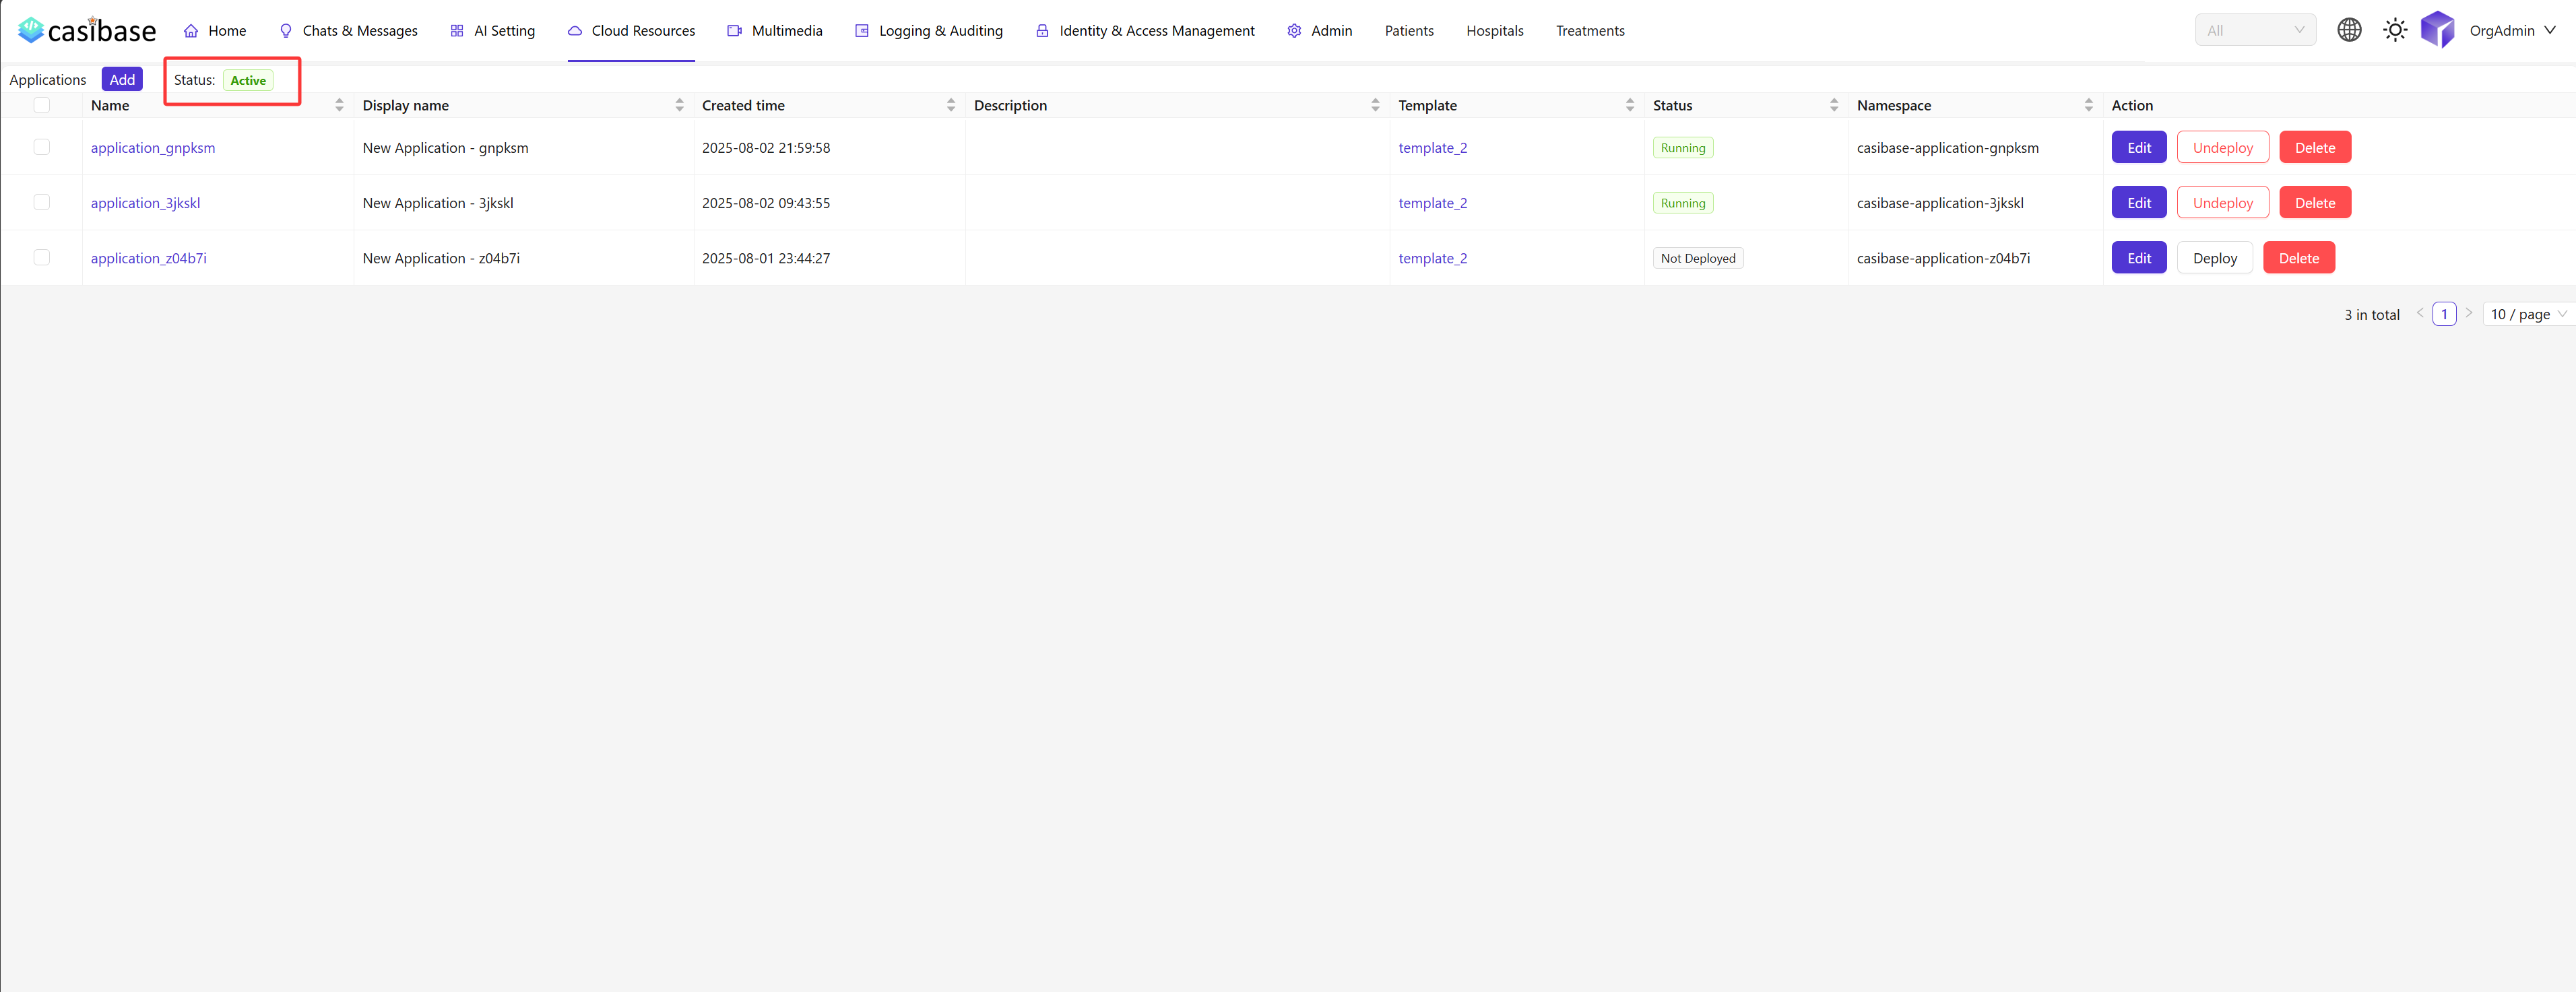 casibase Home Chats & Messages AI Setting Cloud Resources Multimedia Logging & Auditing Identity & Access Management Admin Patients Hospitals Treatments All OrgAdmin
Applications Add Status: Active
Name Display name Created time Description Template Status Namespace Action
application_gnpksm New Application - gnpksm 2025-08-02 21:59:58 template_2 Running casibase-application-gnpksm Edit Undeploy Delete
application_3jkskl New Application - 3jkskl 2025-08-02 09:43:55 template_2 Running casibase-application-3jkskl Edit Undeploy Delete
application_z04b7i New Application - z04b7i 2025-08-01 23:44:27 template_2 Not Deployed casibase-application-z04b7i Edit Deploy Delete
3 in total < 1 > 10 / page